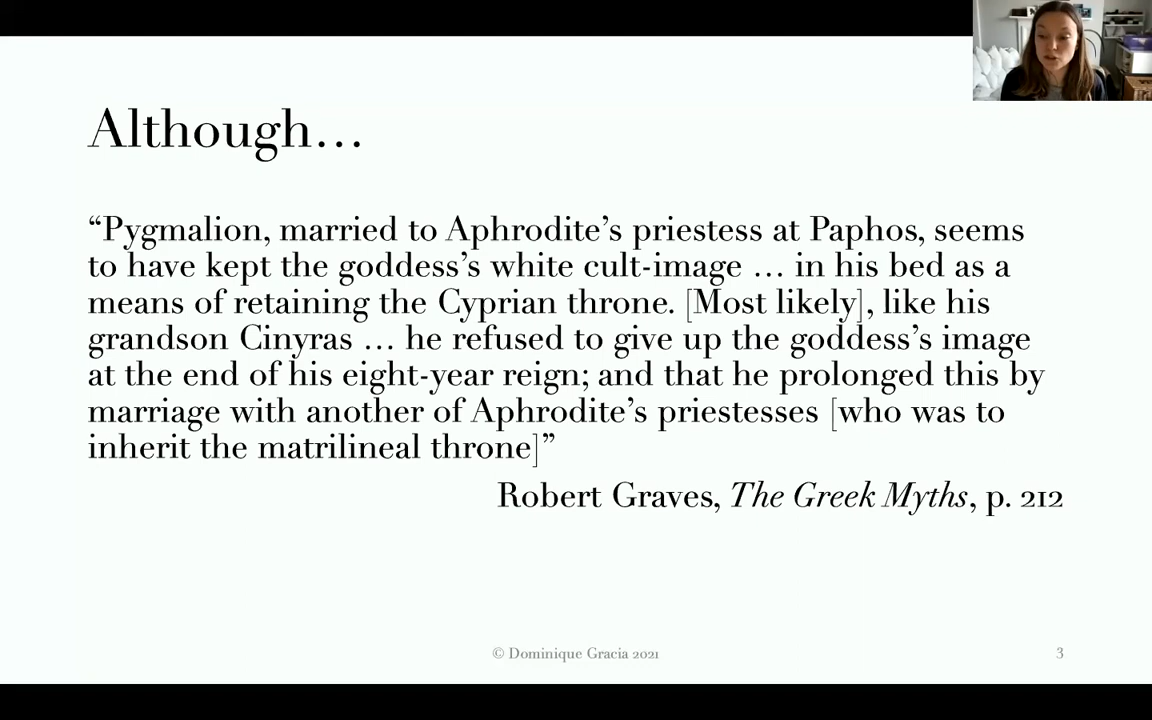 Although…
“Pygmalion, married to Aphrodite’s priestess at Paphos, seems
to have kept the goddess’s white cult-image … in his bed as a
means of retaining the Cyprian throne. [Most likely], like his
grandson Cinyras … he refused to give up the goddess’s image
at the end of his eight-year reign; and that he prolonged this by
marriage with another of Aphrodite’s priestesses [who was to
inherit the matrilineal throne]”
Robert Graves, The Greek Myths, p. 212
© Dominique Gracia 2021
3